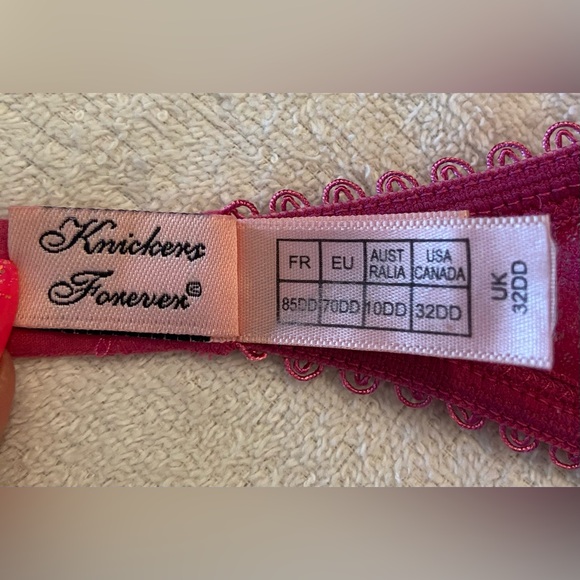 Knickers
Forever®
FR EU AUST RALIA USA CANADA
85DD 70DD 10DD 32DD
UK
32DD